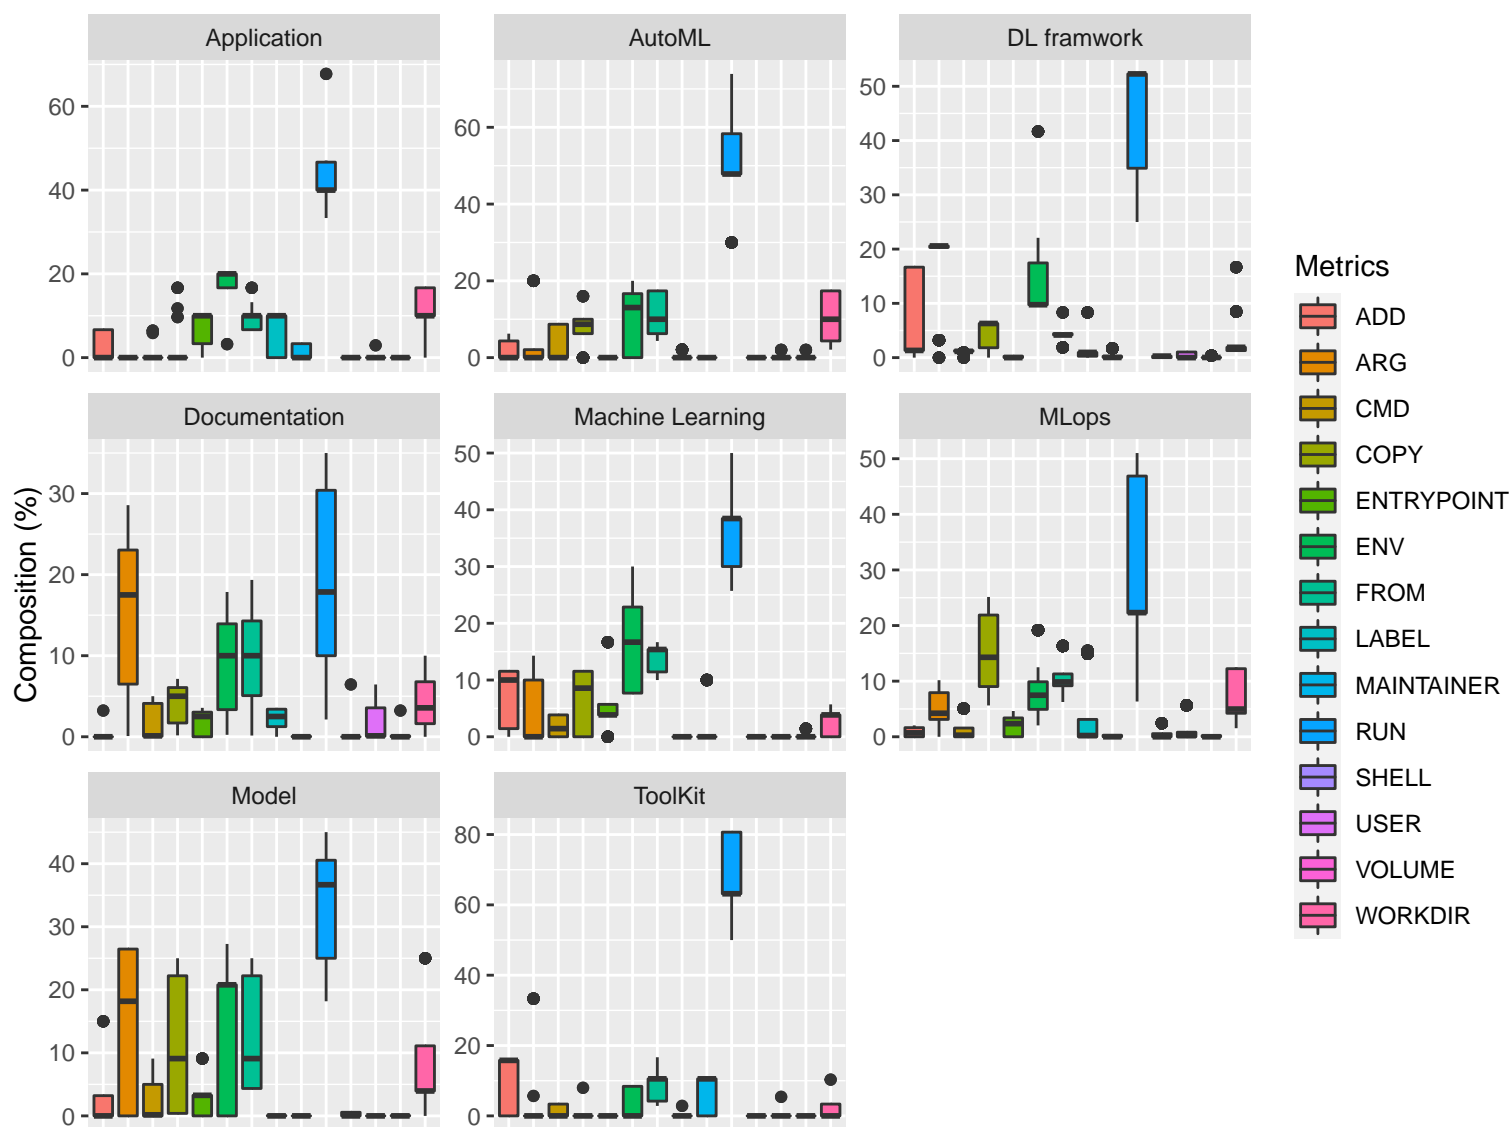 Application
AutoML
DL framwork
60
40
20
0
60
40
20
0
50
40
30
20
10
0
Documentation
Machine Learning
MLops
30
20
10
0
50
40
30
20
10
0
50
40
30
20
10
0
Model
ToolKit
40
30
20
10
0
80
60
40
20
0
Composition (%)
Metrics
ADD
ARG
CMD
COPY
ENTRYPOINT
ENV
FROM
LABEL
MAINTAINER
RUN
SHELL
USER
VOLUME
WORKDIR